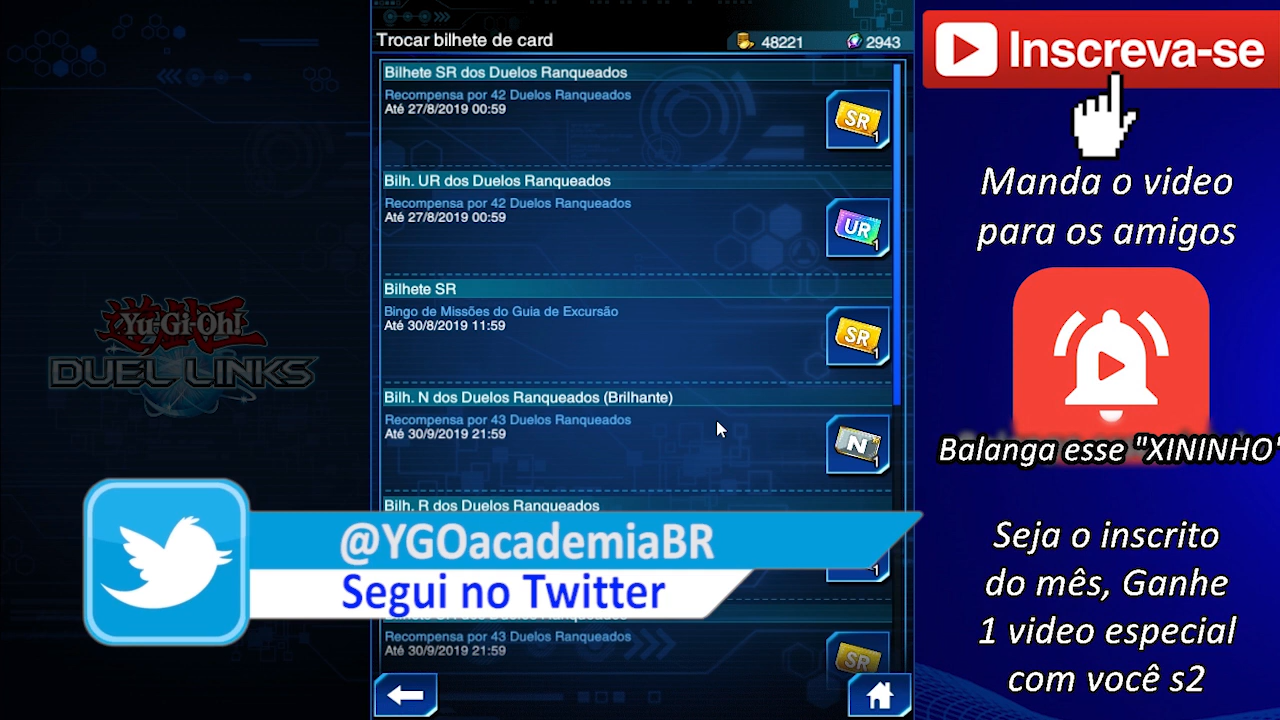 Trocar bilhete de card
48221
2943
Bilhete SR dos Duelos Ranqueados
Recompensa por 42 Duelos Ranqueados
Até 27/8/2019 00:59
SR
1
Bilh. UR dos Duelos Ranqueados
Recompensa por 42 Duelos Ranqueados
Até 27/8/2019 00:59
UR
1
Bilhete SR
Bingo de Missões do Guia de Excursão
Até 30/8/2019 11:59
SR
1
Bilh. N dos Duelos Ranqueados (Brilhante)
Recompensa por 43 Duelos Ranqueados
Até 30/9/2019 21:59
N
1
Bilh. R dos Duelos Ranqueados
1
Recompensa por 43 Duelos Ranqueados
Até 30/9/2019 21:59
SR
Yu-Gi-Oh!
DUEL LINKS
@YGOacademiaBR
Segui no Twitter
Inscreva-se
Manda o video
para os amigos
Balanga esse "XININHO"
Seja o inscrito
do mês, Ganhe
1 video especial
com você s2